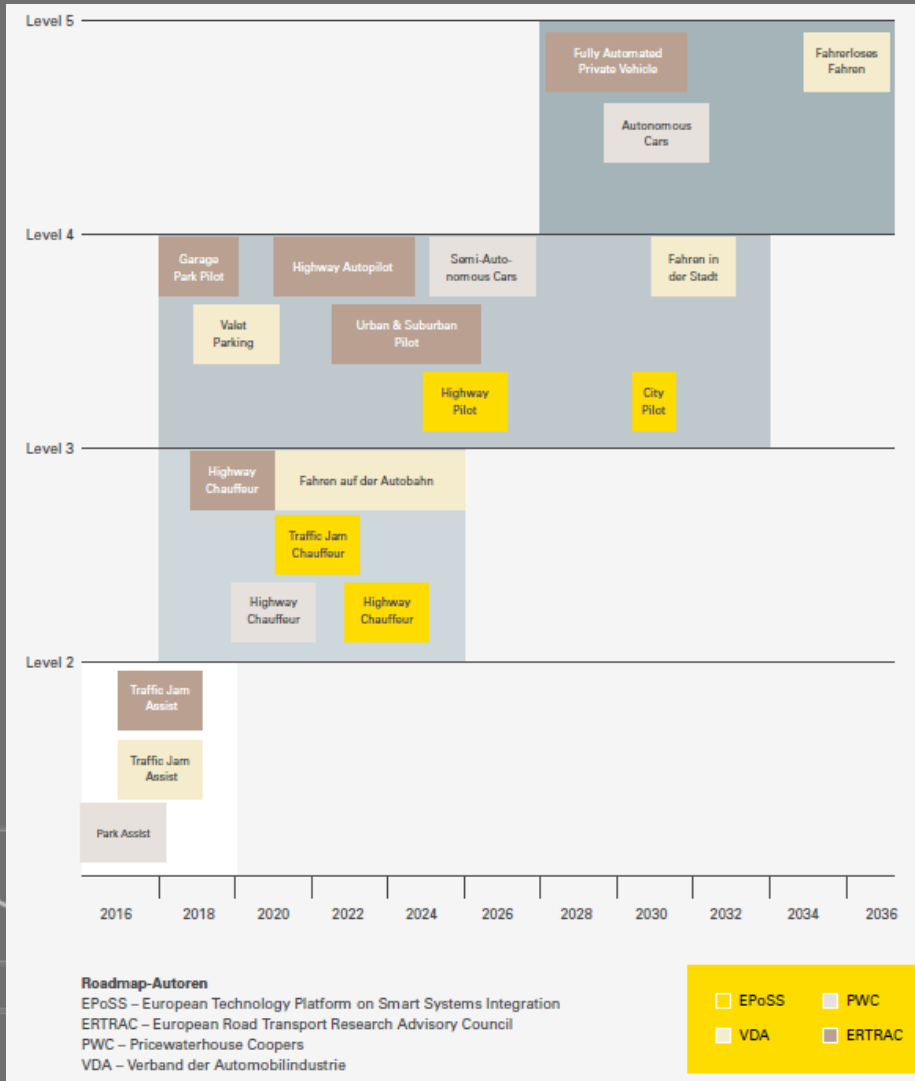 Level 5
Fully Automated
Private Vehicle
Fahrerloses
Fahren
Autonomous
Cars
Level 4
Garage
Park Pilot
Highway Autopilot
Semi-Auto-
nomous Cars
Fahren in
der Stadt
Valet
Parking
Urban & Suburban
Pilot
Highway
Pilot
City
Pilot
Level 3
Highway
Chauffeur
Fahren auf der Autobahn
Traffic Jam
Chauffeur
Highway
Chauffeur
Highway
Chauffeur
Level 2
Traffic Jam
Assist
Traffic Jam
Assist
Park Assist
2016 2018 2020 2022 2024 2026 2028 2030 2032 2034 2036
Roadmap-Autoren
EPoSS – European Technology Platform on Smart Systems Integration
ERTRAC – European Road Transport Research Advisory Council
PWC – Pricewaterhouse Coopers
VDA – Verband der Automobilindustrie
EPoSS PWC
VDA ERTRAC